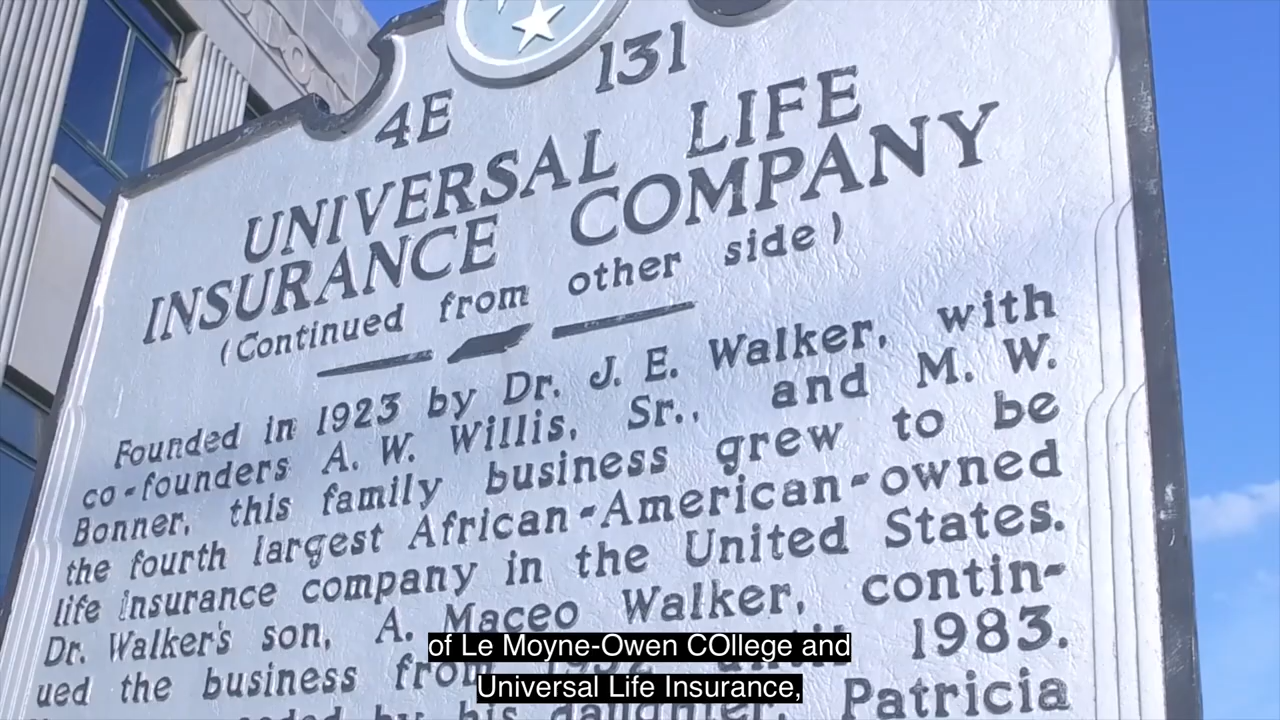 4E 131
UNIVERSAL LIFE
INSURANCE COMPANY
(Continued from other side)
Founded in 1923 by Dr. J. E. Walker, with
co-founders A. W. Willis, Sr., and M. W.
Bonner, this family business grew to be
the fourth largest African-American-owned
life insurance company in the United States.
Dr. Walker's son, A. Maceo Walker, contin-
ued the business from 1952 until 1983.
by his daughter, Patricia
of Le Moyne-Owen COllege and
Universal Life Insurance,